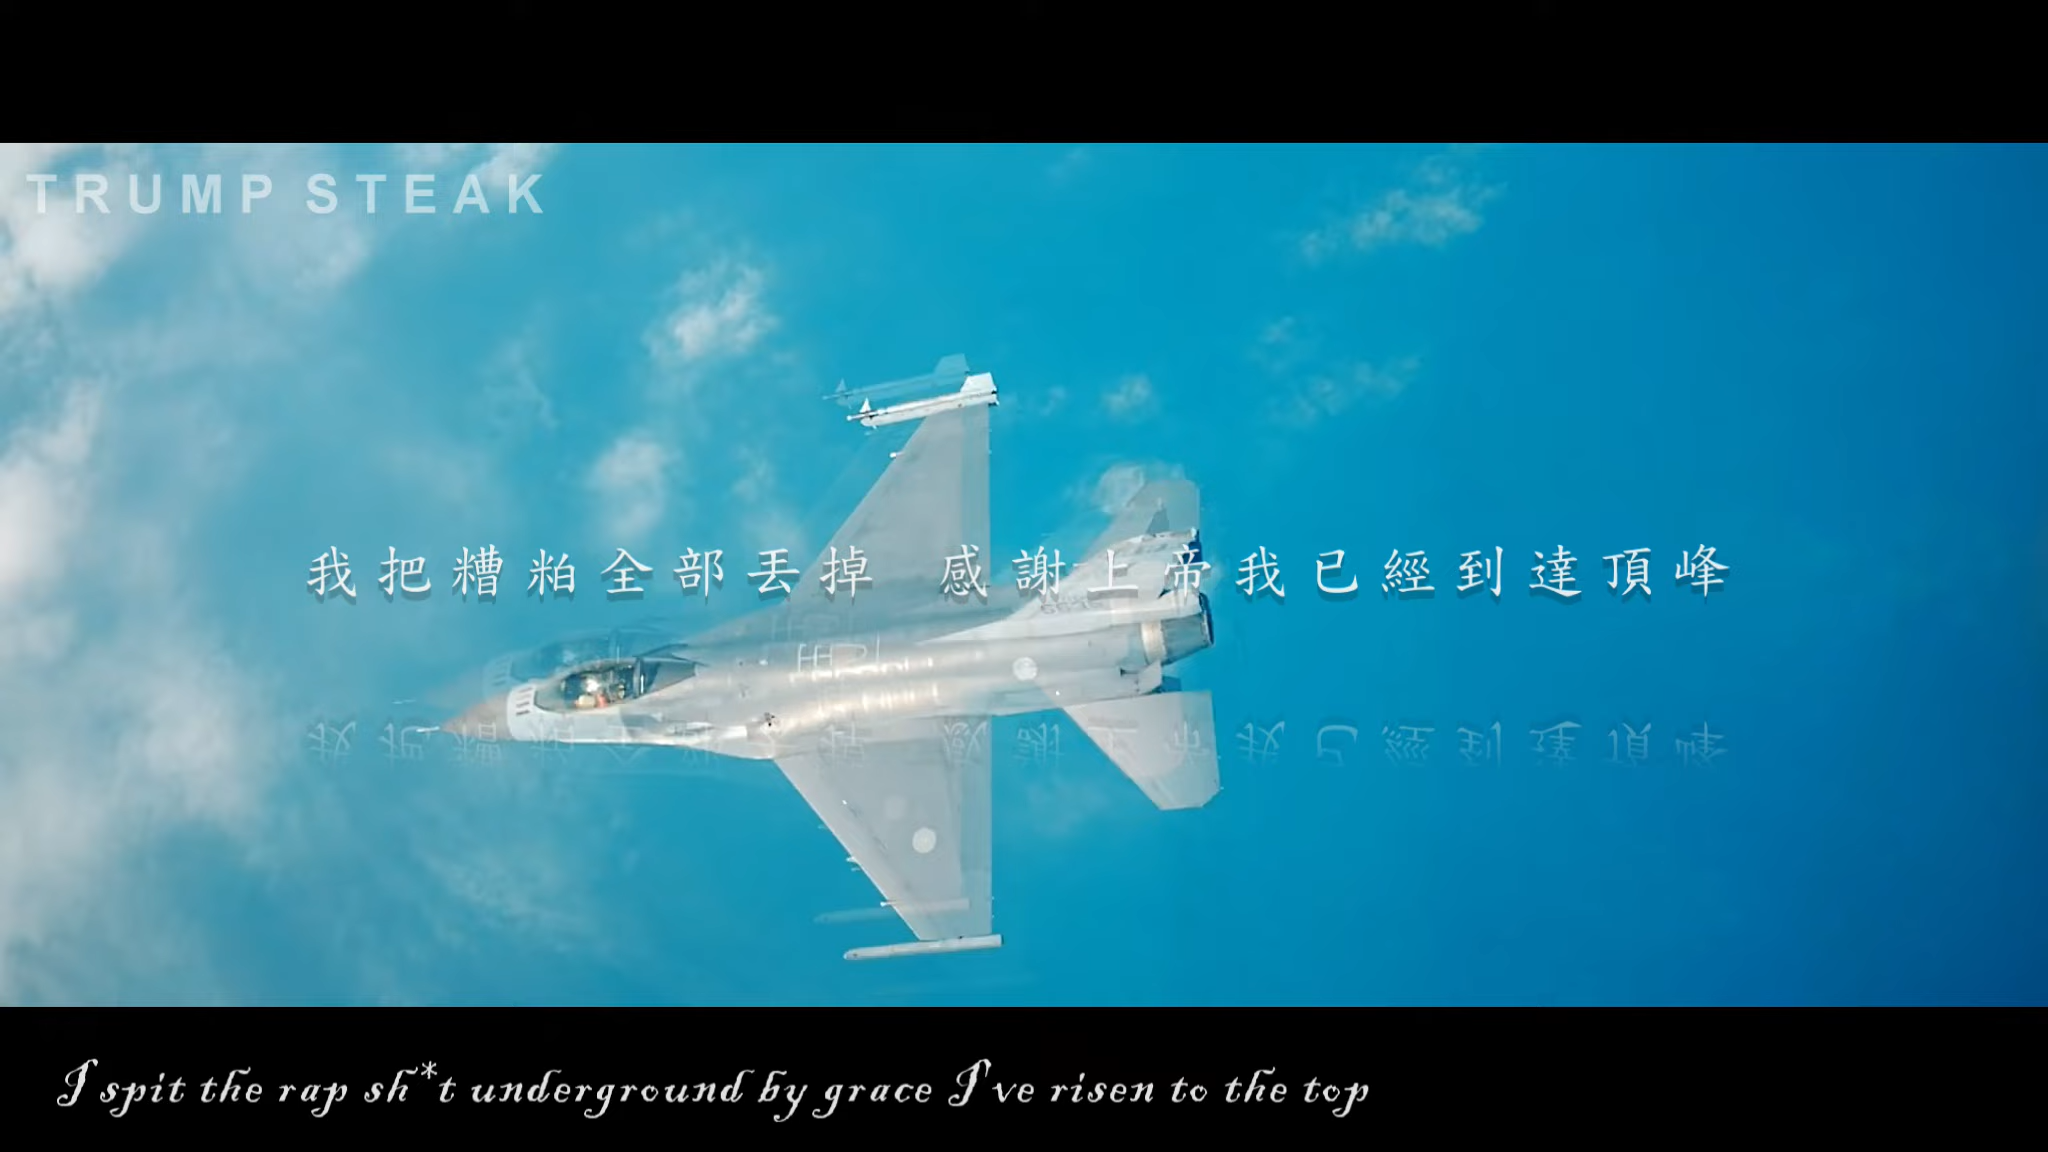 TRUMP STEAK
我把糟粕全部丟掉 感謝上帝我已經到達頂峰
I spit the rap sh*t underground by grace I've risen to the top